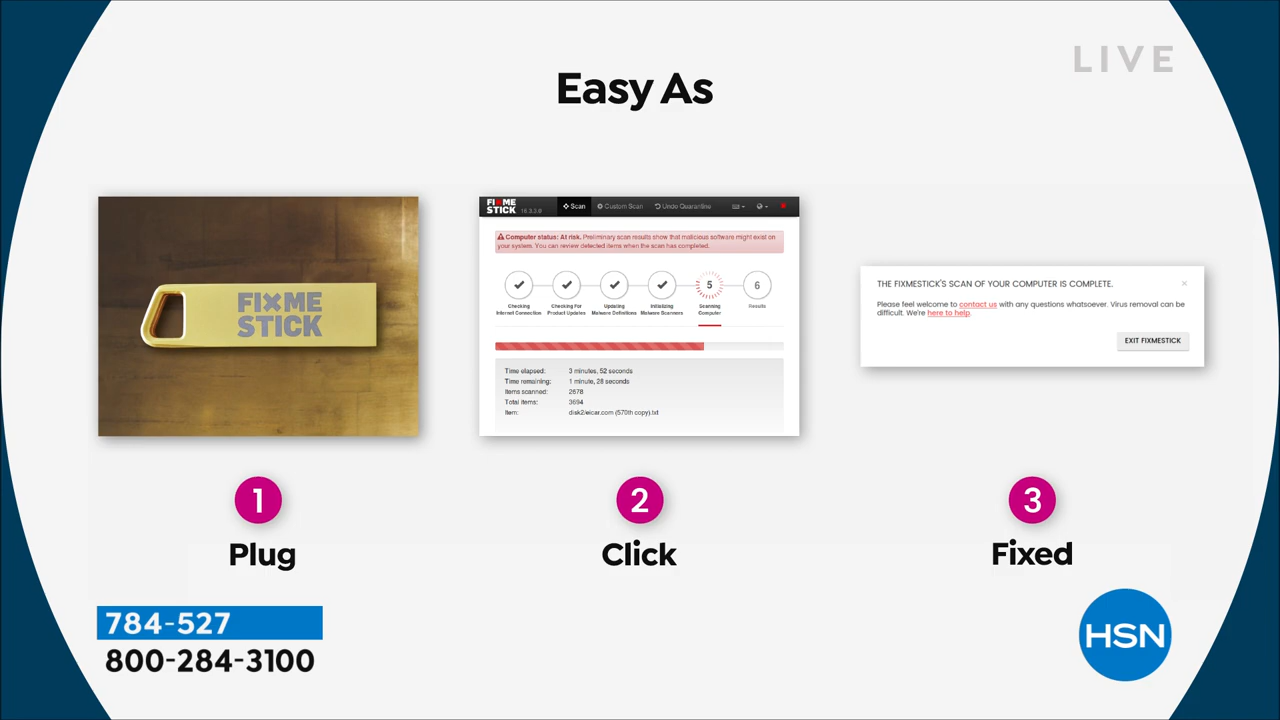 LIVE
Easy As
FIXME
STICK
FIXME
STICK
Scan
Custom Scan
Undo Quarantine
Computer status: At risk. Preliminary scan results show that malicious software might exist on
your system. You can review detected items when the scan has completed.
5
6
Checking
Internet Connection
Checking For
Product Updates
Updating
Malware Definitions
Initializing
Malware Scanners
Scanning
Computer
Results
Time elapsed: 3 minutes, 52 seconds
Time remaining: 1 minute, 28 seconds
Items scanned: 2678
Total items: 3694
Item: disk2/eicar.com (570th copy).txt
THE FIXMESTICK'S SCAN OF YOUR COMPUTER IS COMPLETE.
Please feel welcome to contact us with any questions whatsoever. Virus removal can be
difficult. We're here to help.
EXIT FIXMESTICK
1
Plug
2
Click
3
Fixed
784-527
800-284-3100
HSN